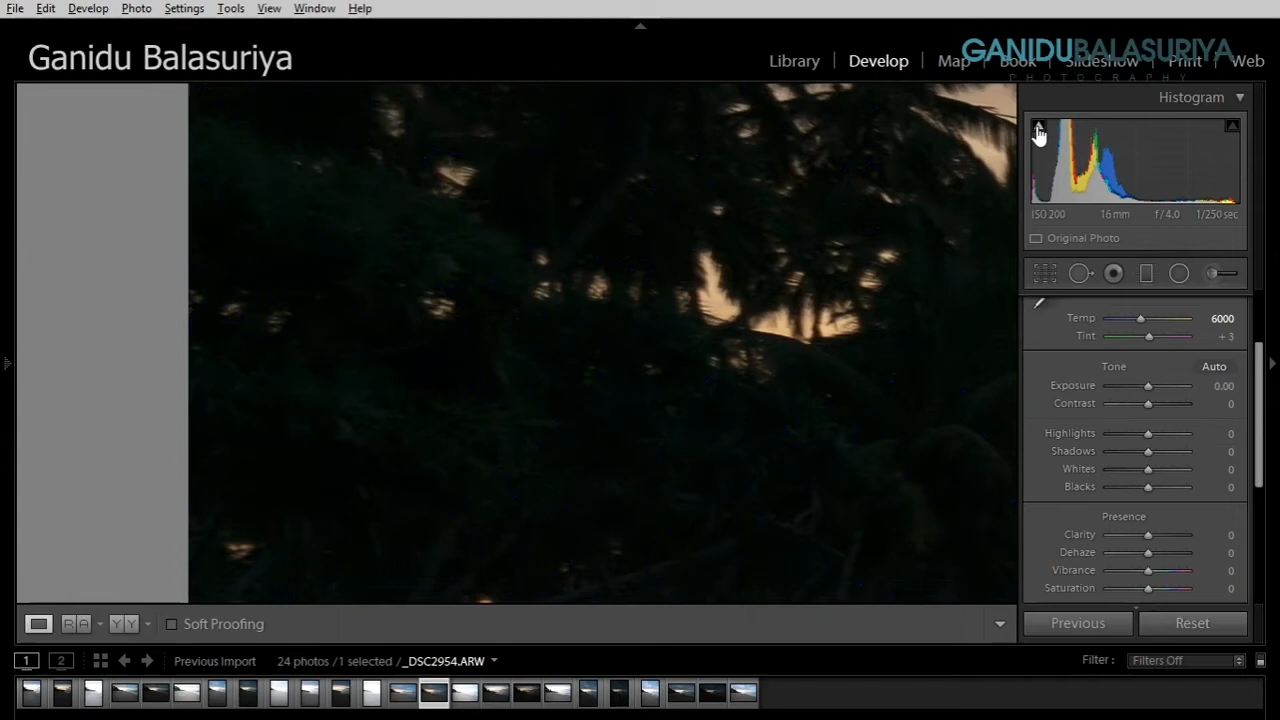 File Edit Develop Photo Settings Tools View Window Help
Ganidu Balasuriya
Library Develop Map Book Slideshow Print Web
GANIDUBALASURIYA
PHOTOGRAPHY
Histogram
ISO 200 16 mm f / 4.0 1/250 sec
Original Photo
Temp 6000
Tint + 3
Tone Auto
Exposure 0.00
Contrast 0
Highlights 0
Shadows 0
Whites 0
Blacks 0
Presence
Clarity 0
Dehaze 0
Vibrance 0
Saturation 0
R A Y Y Soft Proofing
Previous Reset
1 2 Previous Import 24 photos / 1 selected / _DSC2954.ARW Filter : Filters Off